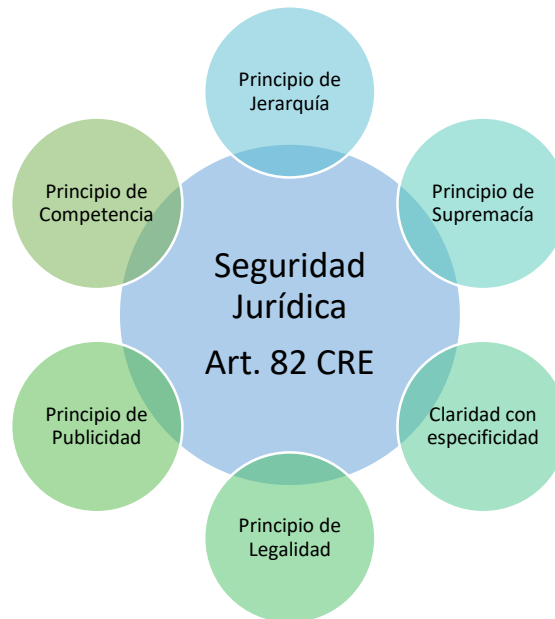 Principio de
Jerarquía
Principio de
Competencia
Principio de
Supremacía
Seguridad
Jurídica
Art. 82 CRE
Principio de
Publicidad
Claridad con
especificidad
Principio de
Legalidad